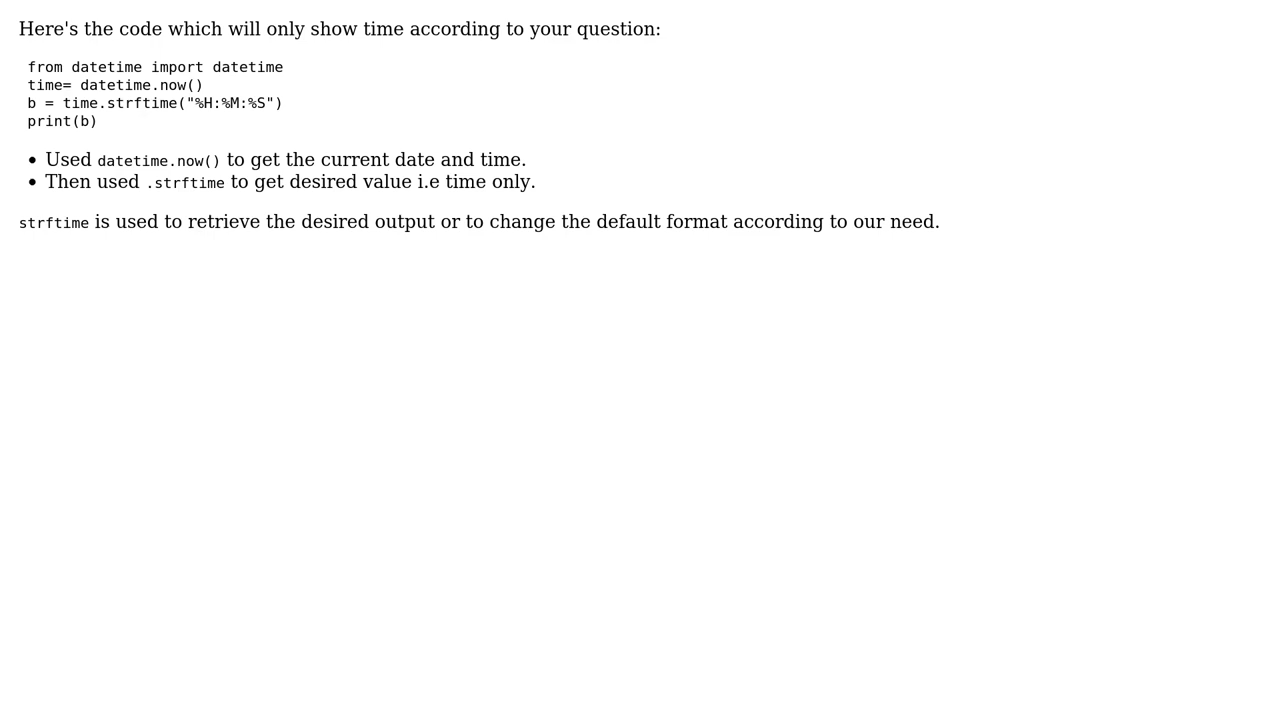 Here's the code which will only show time according to your question:
from datetime import datetime
time= datetime.now()
b = time.strftime("%H:%M:%S")
print(b)
• Used datetime.now() to get the current date and time.
• Then used .strftime to get desired value i.e time only.
strftime is used to retrieve the desired output or to change the default format according to our need.